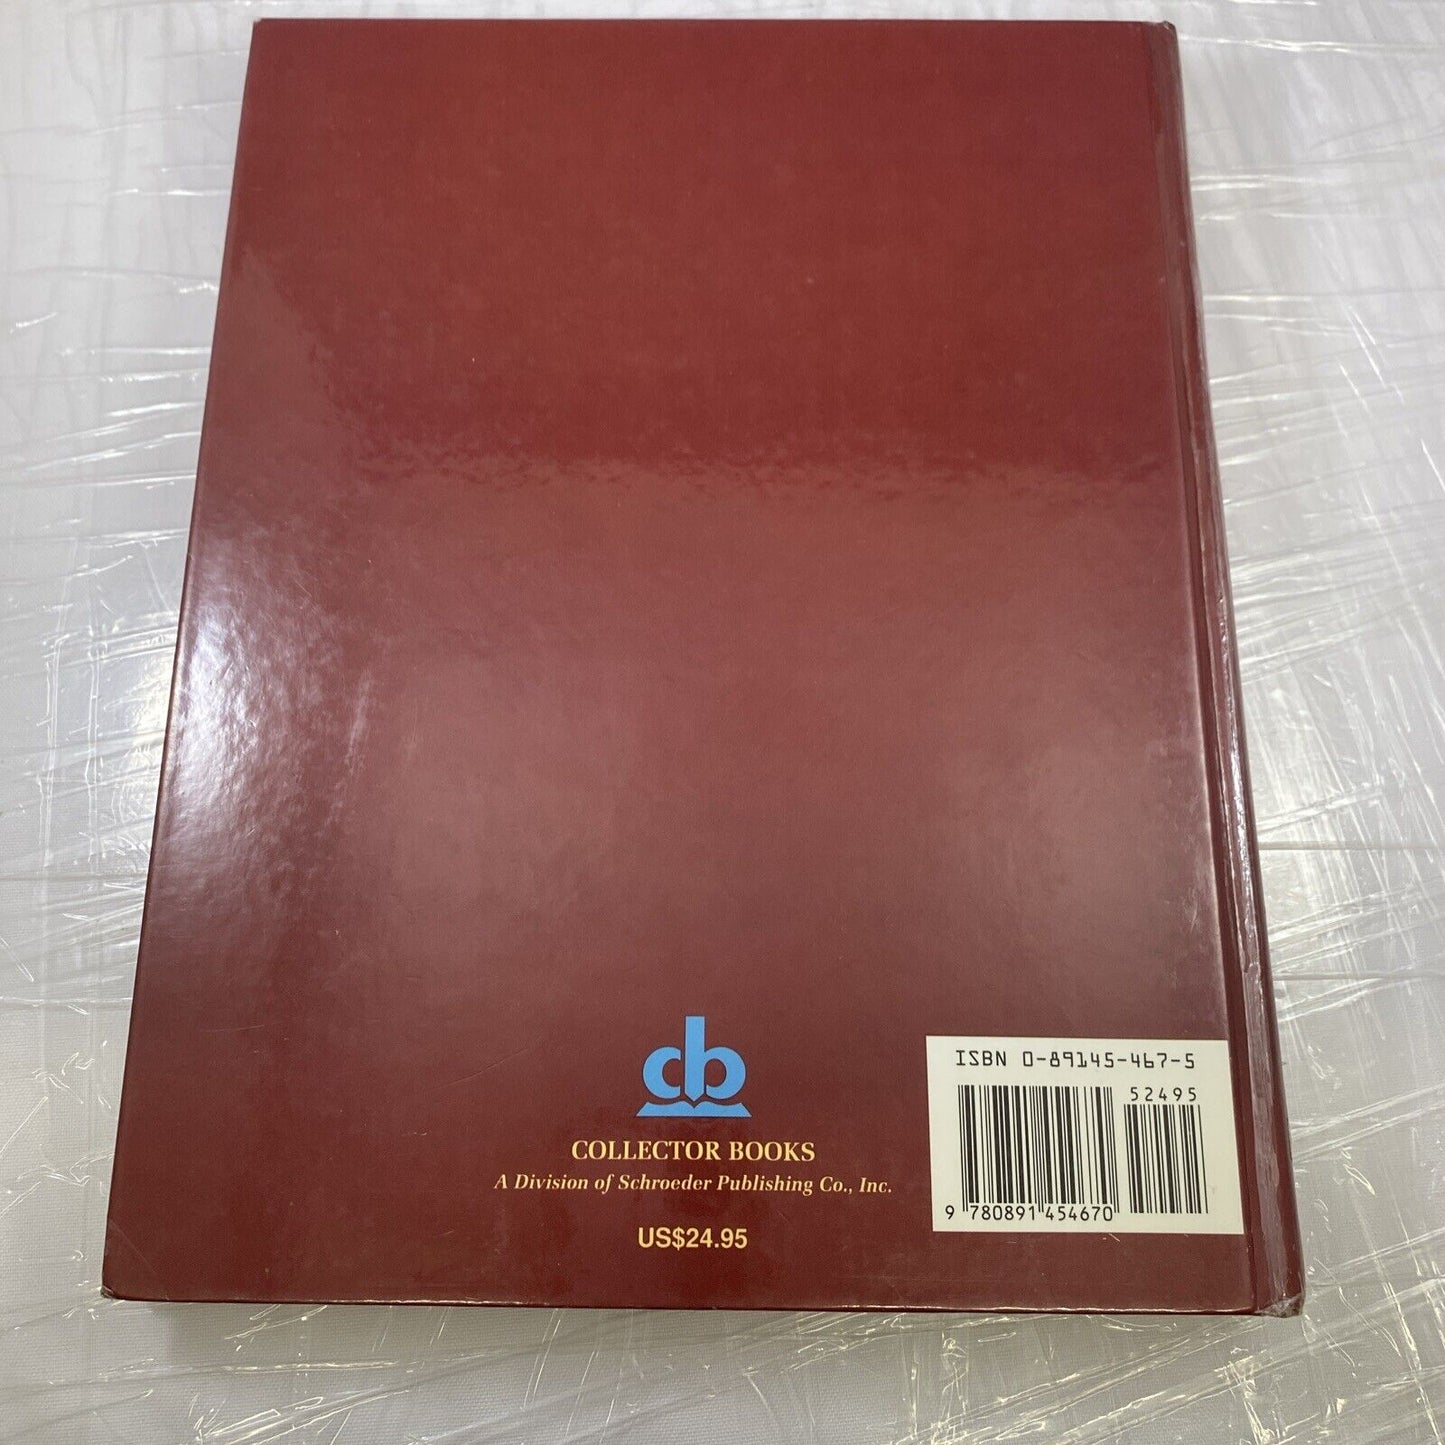 cb
COLLECTOR BOOKS
A Division of Schroeder Publishing Co., Inc.
US$24.95
ISBN 0-89145-467-5
52495
9 780891 454670